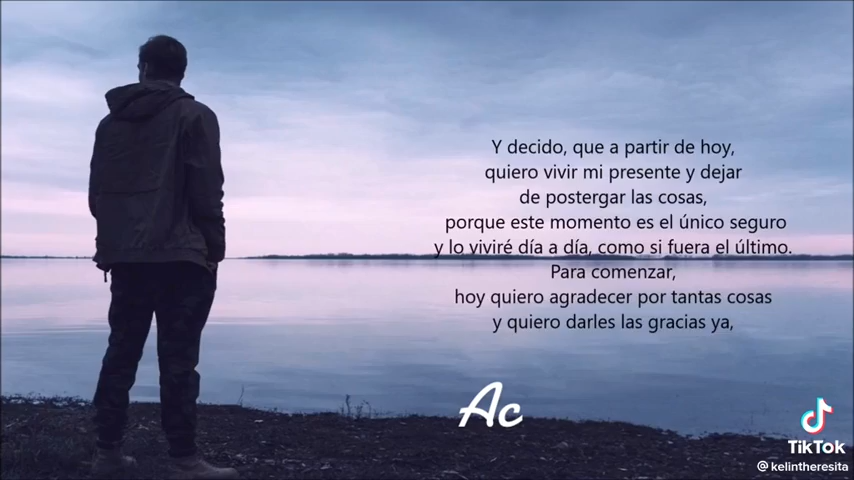 Y decido, que a partir de hoy,
quiero vivir mi presente y dejar
de postergar las cosas,
porque este momento es el único seguro
y lo viviré día a día, como si fuera el último.
Para comenzar,
hoy quiero agradecer por tantas cosas
y quiero darles las gracias ya,
Ac
TikTok
@kelintheresita